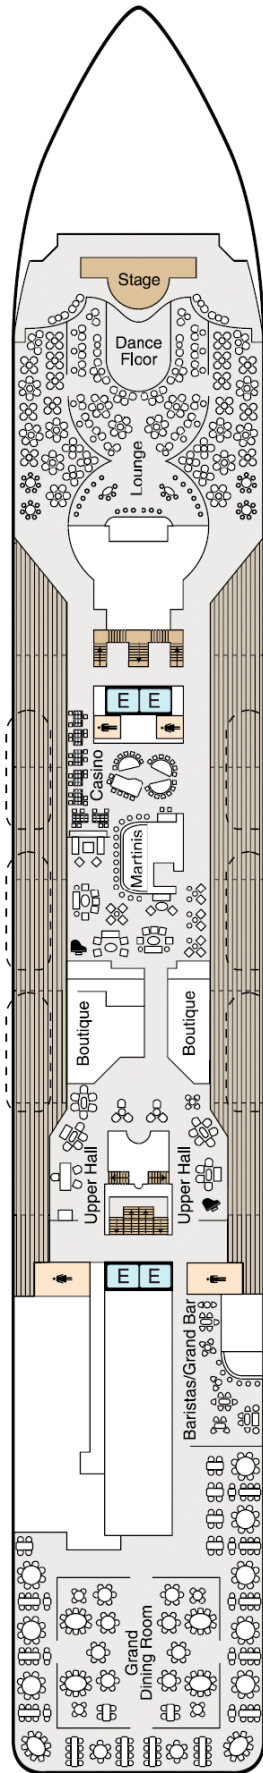 Stage
Dance
Floor
Lounge
E E
Casino
Martinis
Boutique
Boutique
Upper Hall
Upper Hall
E E
Baristas/Grand Bar
Grand
Dining Room